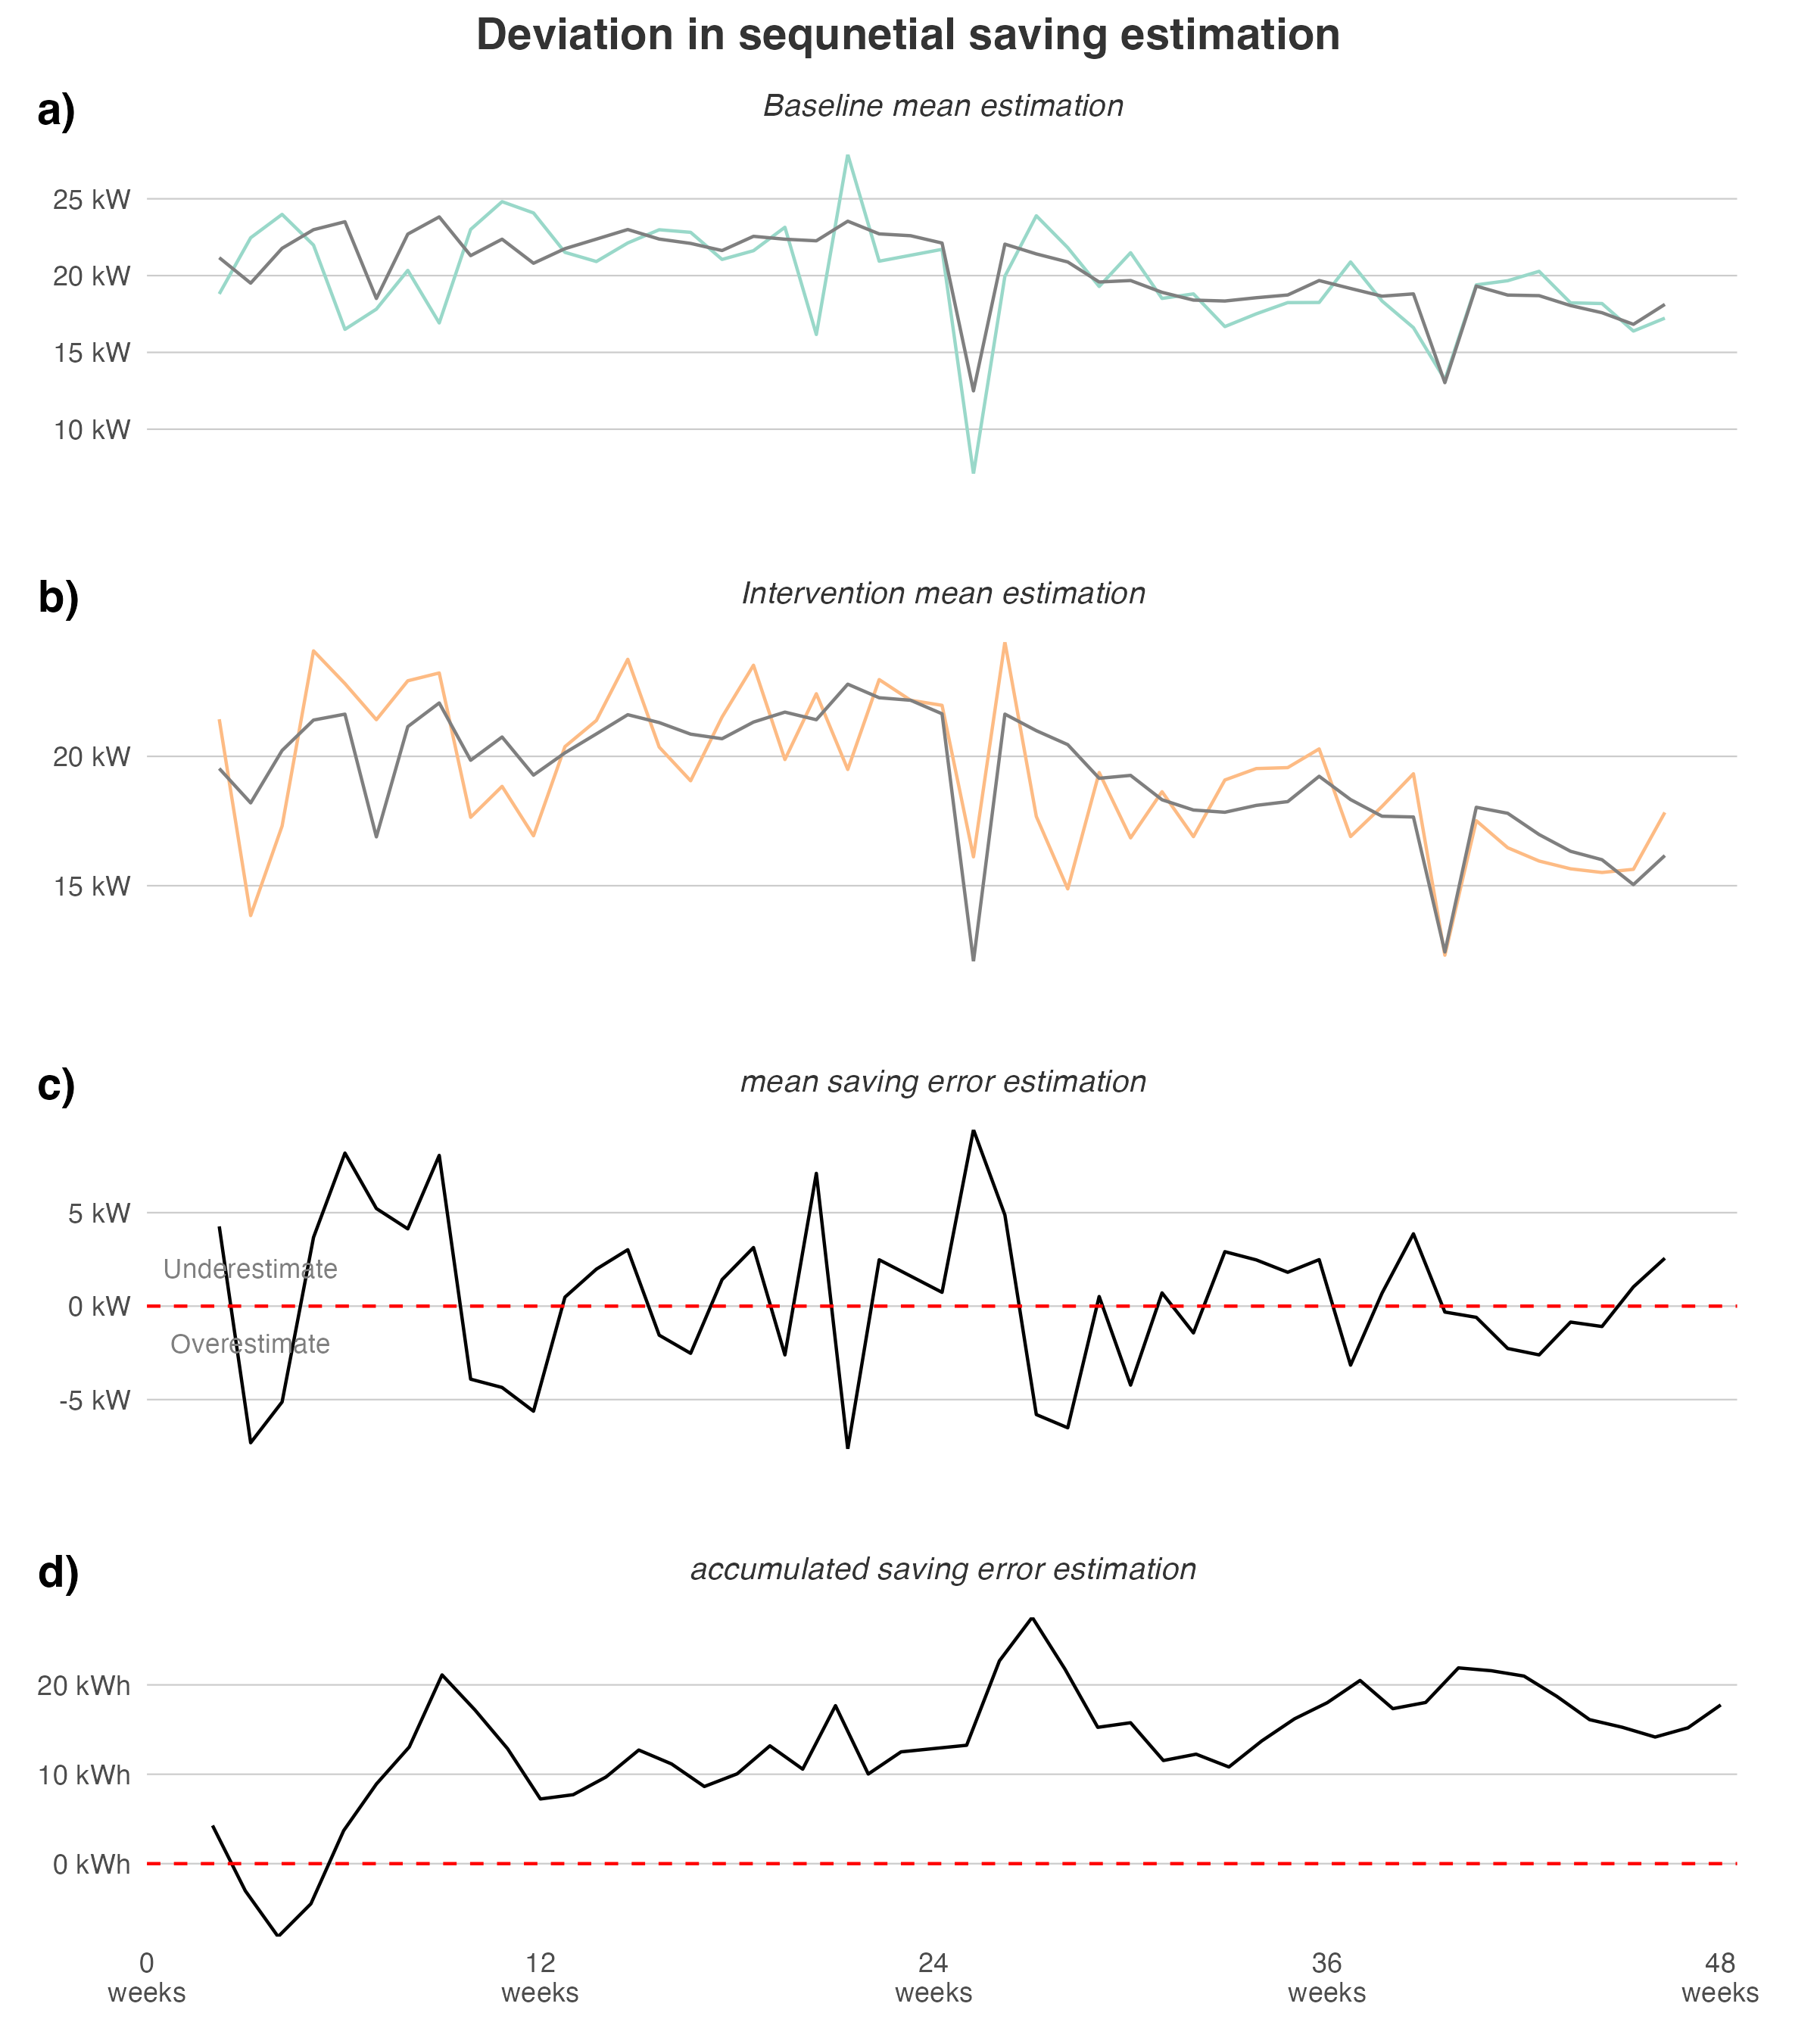 Deviation in sequnetial saving estimation
a)
Baseline mean estimation
25 kW
20 kW
15 kW
10 kW
b)
Intervention mean estimation
20 kW
15 kW
c)
mean saving error estimation
5 kW
Underestimate
0 kW
Overestimate
-5 kW
d)
accumulated saving error estimation
20 kWh
10 kWh
0 kWh
0 12 24 36 48
weeks weeks weeks weeks weeks